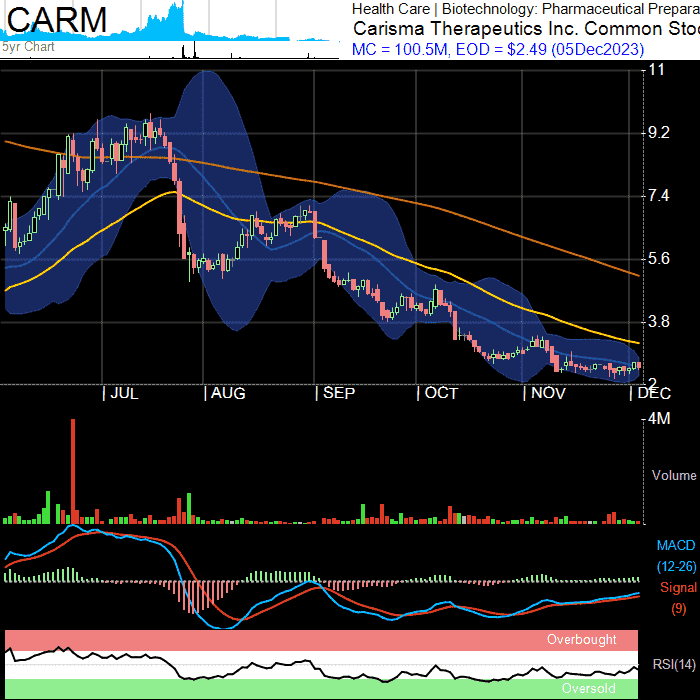 CARM
5yr Chart
Health Care | Biotechnology: Pharmaceutical Prepara
Carisma Therapeutics Inc. Common Stoc
MC = 100.5M, EOD = $2.49 (05Dec2023)
11
9.2
7.4
5.6
3.8
2
JUL AUG SEP OCT NOV DEC
4M
Volume
MACD
(12-26)
Signal
(9)
Overbought
RSI(14)
Oversold